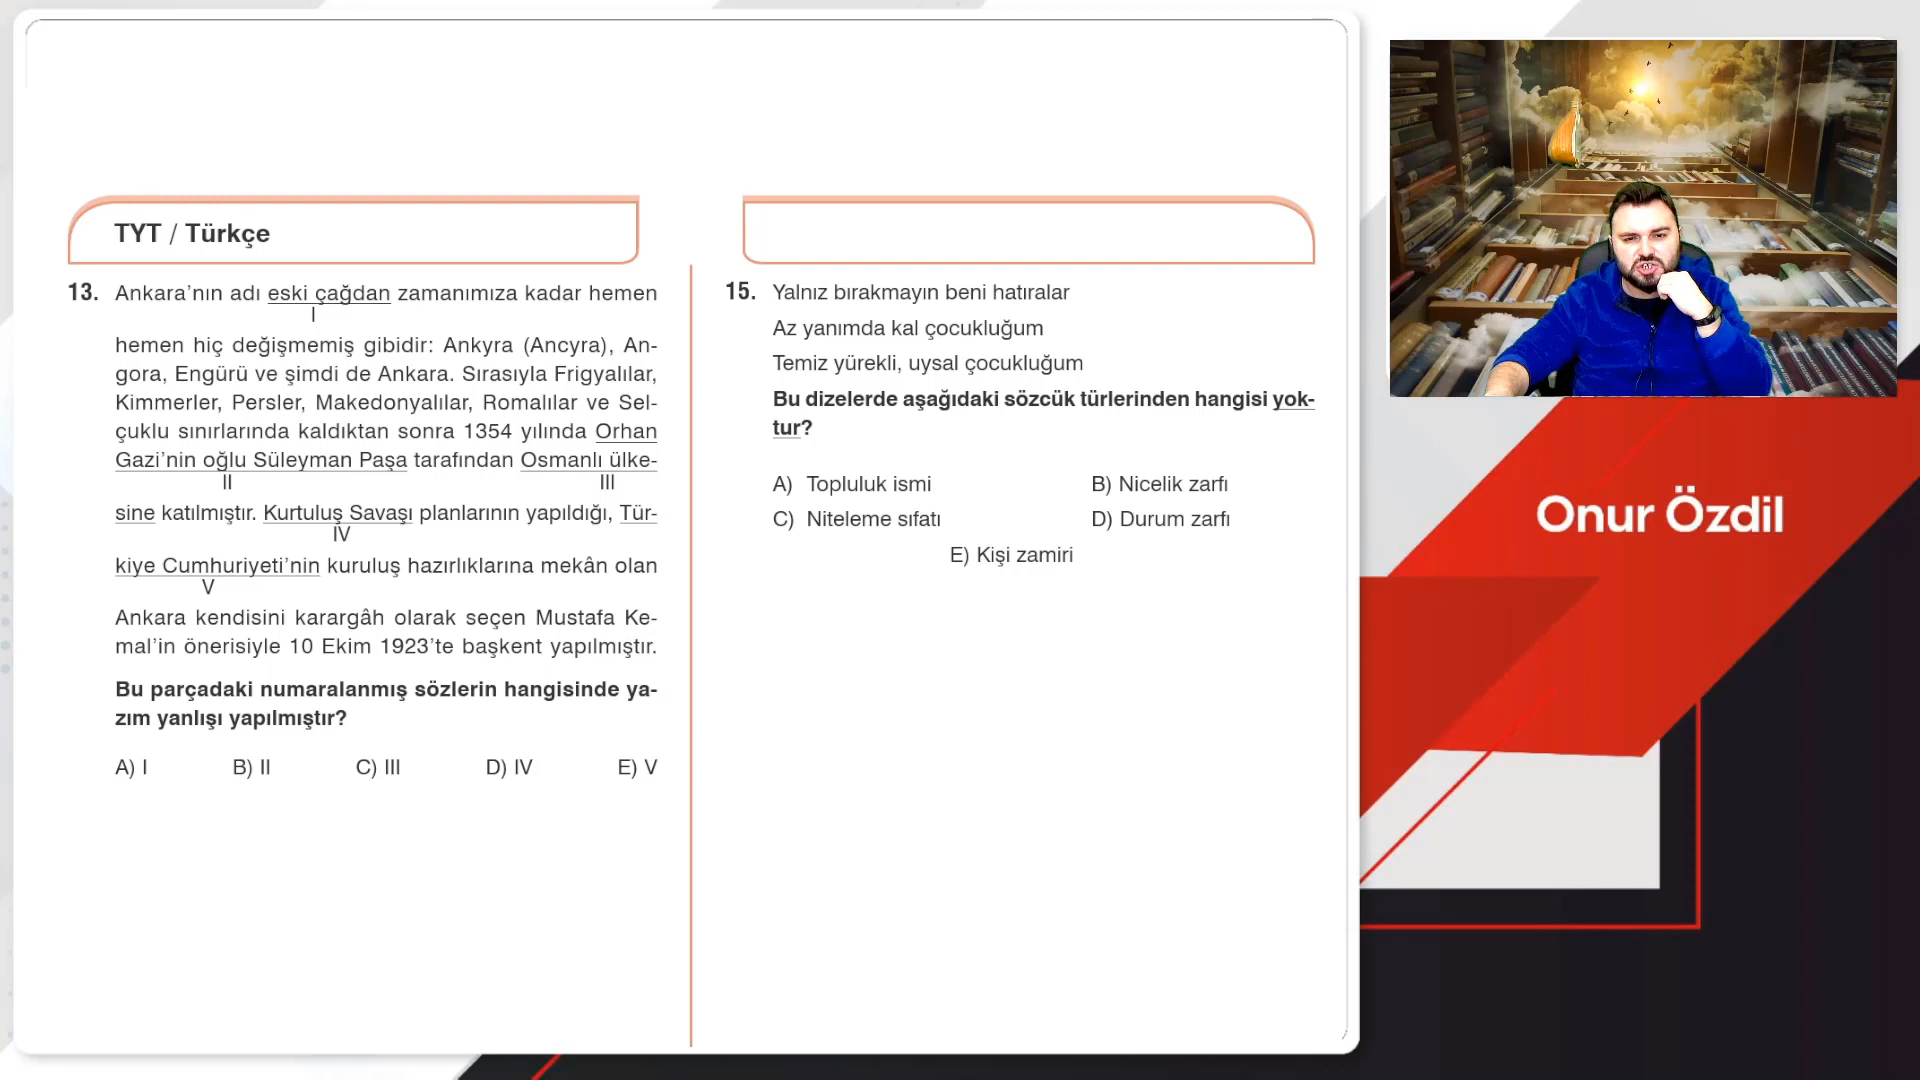 TYT / Türkçe
13. Ankara'nın adı eski çağdan zamanımıza kadar hemen
I
hemen hiç değişmemiş gibidir: Ankyra (Ancyra), An-
gora, Engürü ve şimdi de Ankara. Sırasıyla Frigyalılar,
Kimmerler, Persler, Makedonyalılar, Romalılar ve Sel-
çuklu sınırlarında kaldıktan sonra 1354 yılında Orhan
Gazi'nin oğlu Süleyman Paşa tarafından Osmanlı ülke-
II III
sine katılmıştır. Kurtuluş Savaşı planlarının yapıldığı, Tür-
IV
kiye Cumhuriyeti'nin kuruluş hazırlıklarına mekân olan
V
Ankara kendisini karargâh olarak seçen Mustafa Ke-
mal'in önerisiyle 10 Ekim 1923'te başkent yapılmıştır.
Bu parçadaki numaralanmış sözlerin hangisinde ya-
zım yanlışı yapılmıştır?
A) I B) II C) III D) IV E) V
15. Yalnız bırakmayın beni hatıralar
Az yanımda kal çocukluğum
Temiz yürekli, uysal çocukluğum
Bu dizelerde aşağıdaki sözcük türlerinden hangisi yok-
tur?
A) Topluluk ismi B) Nicelik zarfı
C) Niteleme sıfatı D) Durum zarfı
E) Kişi zamiri
Onur Özdil